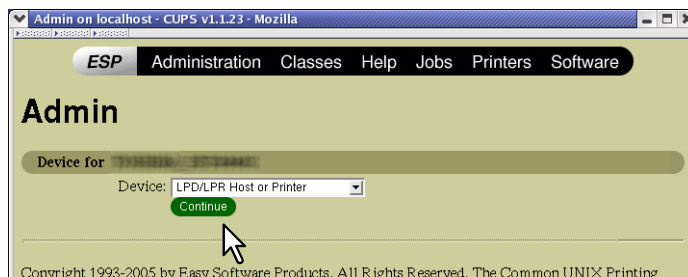 Admin on localhost - CUPS v1.1.23 - Mozilla
ESP Administration Classes Help Jobs Printers Software
Admin
Device for
Device: LPD/LPR Host or Printer
Continue
Copyright 1993-2005 by Easy Software Products, All Rights Reserved. The Common UNIX Printing